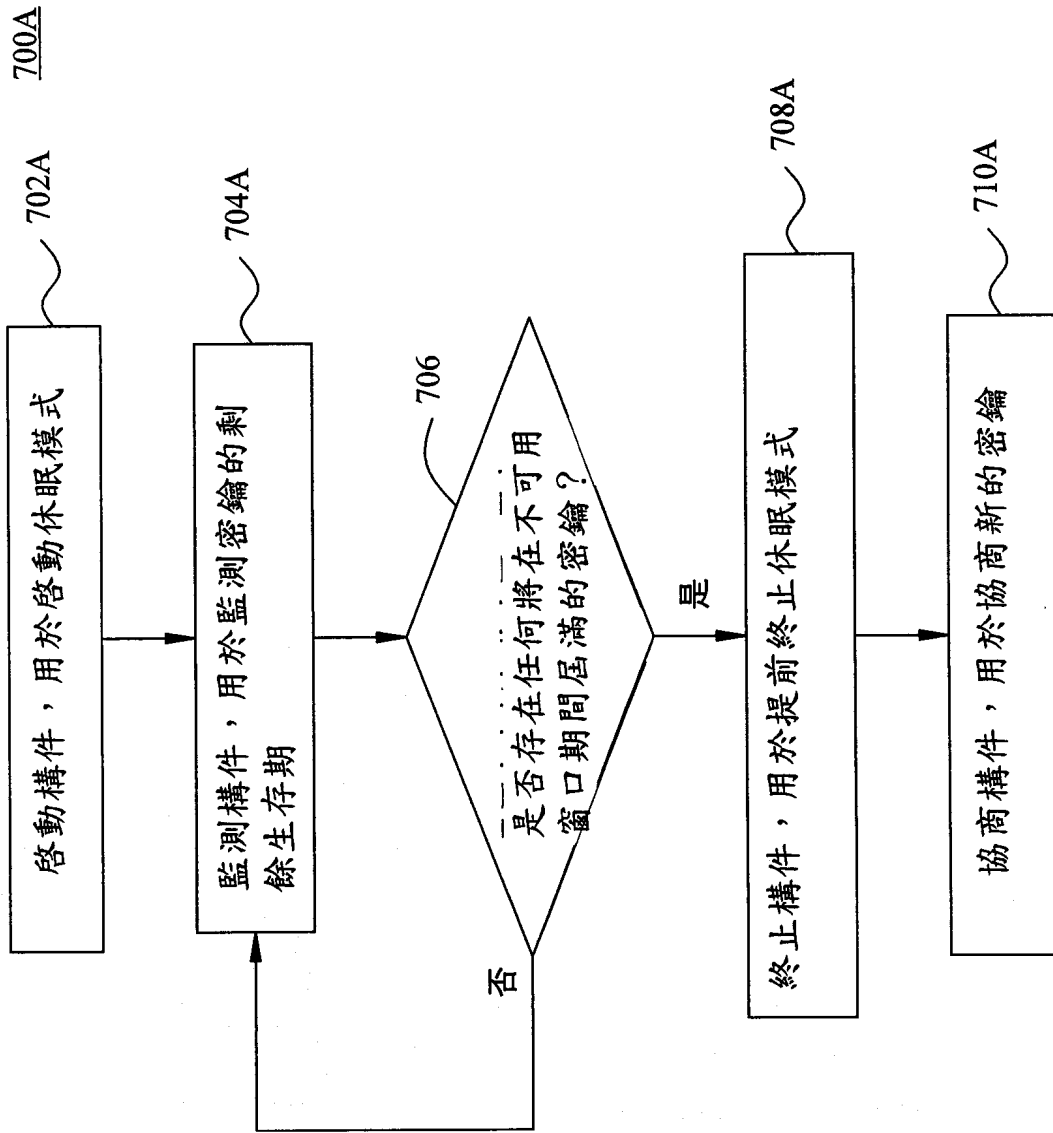 700A
702A
啓動構件，用於啓動休眠模式
704A
監測構件，用於監測密鑰的剩
餘生存期
706
是否存在任何將在不可用
窗口期間屆滿的密鑰？
否
是
708A
終止構件，用於提前終止休眠模式
710A
協商構件，用於協商新的密鑰